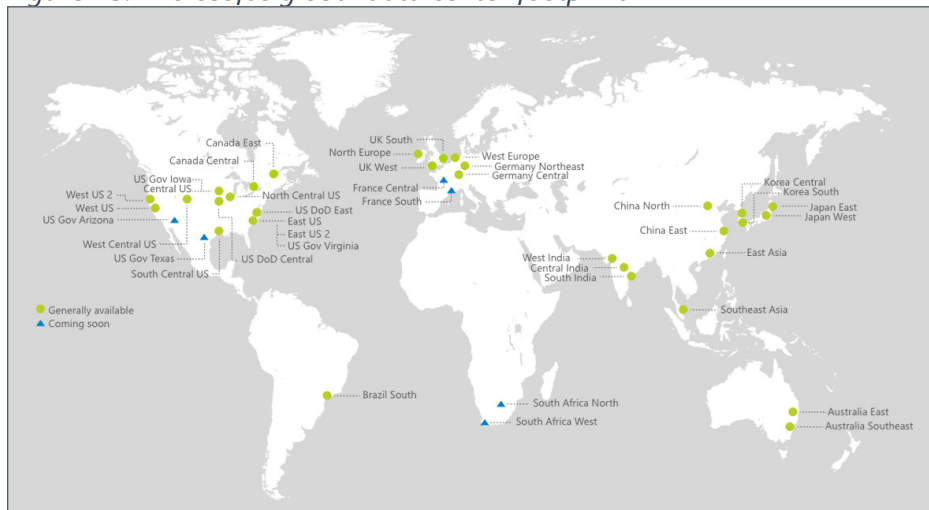 Canada East
Canada Central
US Gov Iowa
Central US
West US 2
West US
US Gov Arizona
West Central US
US Gov Texas
South Central US
North Central US
US DoD East
East US
East US 2
US Gov Virginia
US DoD Central
UK South
North Europe
UK West
France Central
France South
West Europe
Germany Northeast
Germany Central
Korea Central
Korea South
China North
Japan East
Japan West
China East
East Asia
West India
Central India
South India
Southeast Asia
Generally available
Coming soon
Brazil South
South Africa North
South Africa West
Australia East
Australia Southeast